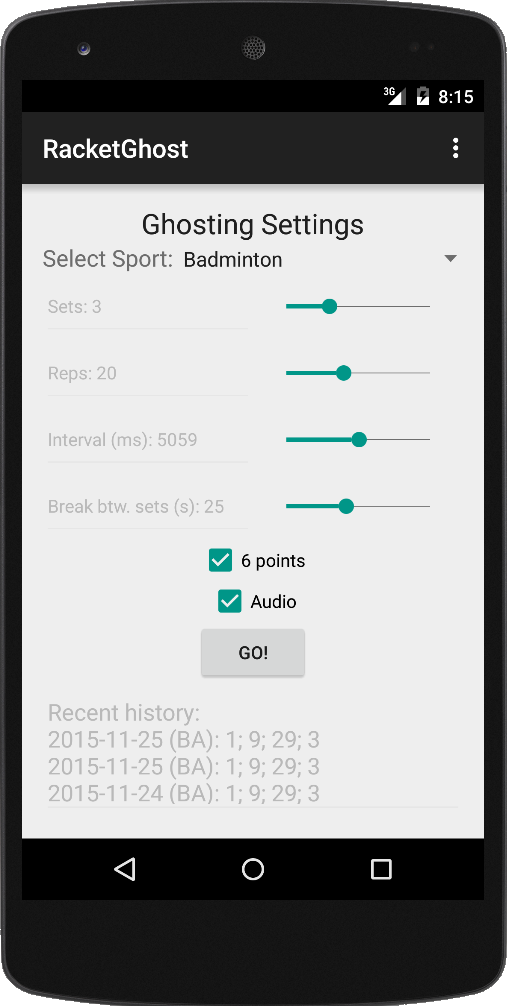 3G 8:15
RacketGhost
Ghosting Settings
Select Sport: Badminton
Sets: 3
Reps: 20
Interval (ms): 5059
Break btw. sets (s): 25
6 points
Audio
GO!
Recent history:
2015-11-25 (BA): 1; 9; 29; 3
2015-11-25 (BA): 1; 9; 29; 3
2015-11-24 (BA): 1; 9; 29; 3